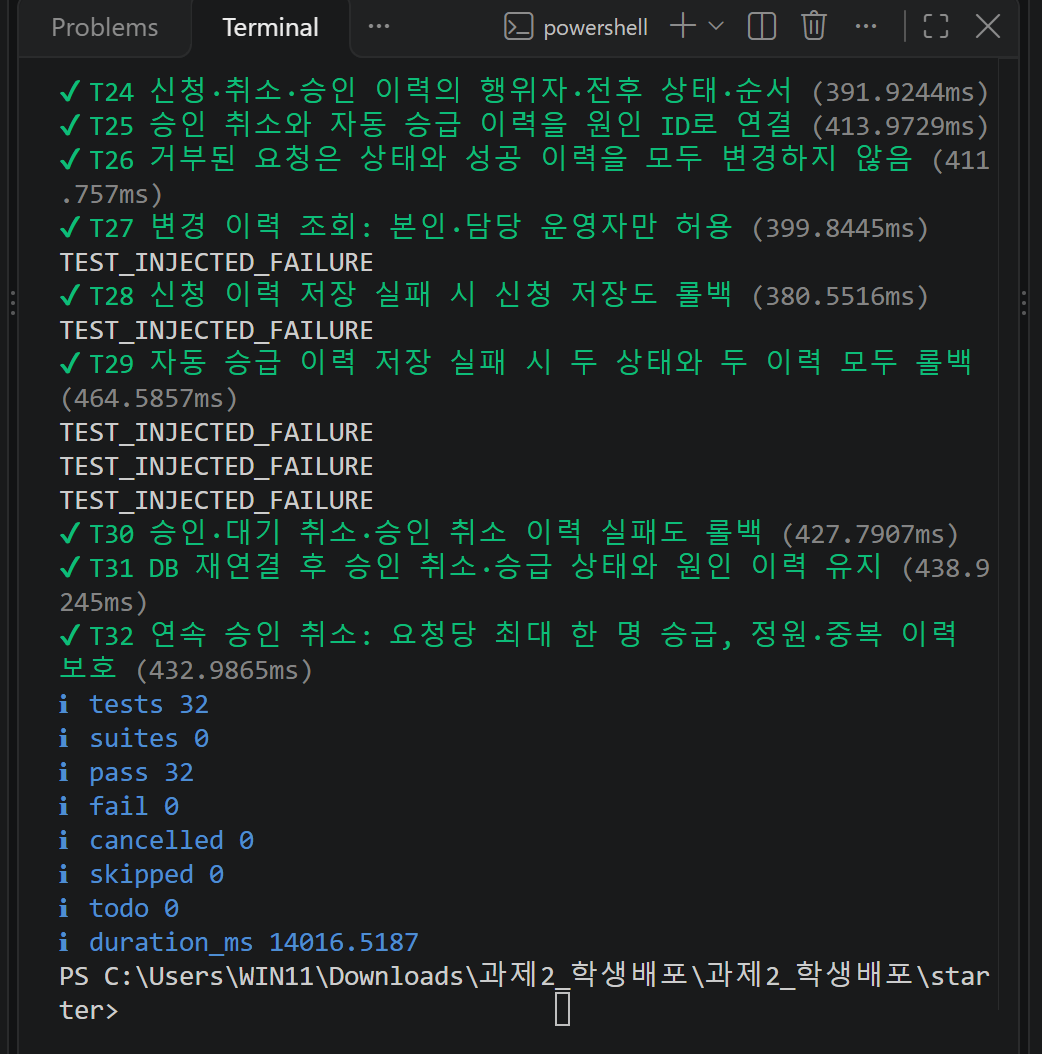 Problems Terminal ··· powershell ···
✓ T24 신청·취소·승인 이력의 행위자·전후 상태·순서 (391.9244ms)
✓ T25 승인 취소와 자동 승급 이력을 원인 ID로 연결 (413.9729ms)
✓ T26 거부된 요청은 상태와 성공 이력을 모두 변경하지 않음 (411
.757ms)
✓ T27 변경 이력 조회: 본인·담당 운영자만 허용 (399.8445ms)
TEST_INJECTED_FAILURE
✓ T28 신청 이력 저장 실패 시 신청 저장도 롤백 (380.5516ms)
TEST_INJECTED_FAILURE
✓ T29 자동 승급 이력 저장 실패 시 두 상태와 두 이력 모두 롤백
(464.5857ms)
TEST_INJECTED_FAILURE
TEST_INJECTED_FAILURE
TEST_INJECTED_FAILURE
✓ T30 승인·대기 취소·승인 취소 이력 실패도 롤백 (427.7907ms)
✓ T31 DB 재연결 후 승인 취소·승급 상태와 원인 이력 유지 (438.9
245ms)
✓ T32 연속 승인 취소: 요청당 최대 한 명 승급, 정원·중복 이력
보호 (432.9865ms)
ℹ tests 32
ℹ suites 0
ℹ pass 32
ℹ fail 0
ℹ cancelled 0
ℹ skipped 0
ℹ todo 0
ℹ duration_ms 14016.5187
PS C:\Users\WIN11\Downloads\과제2_학생배포\과제2_학생배포\star
ter>